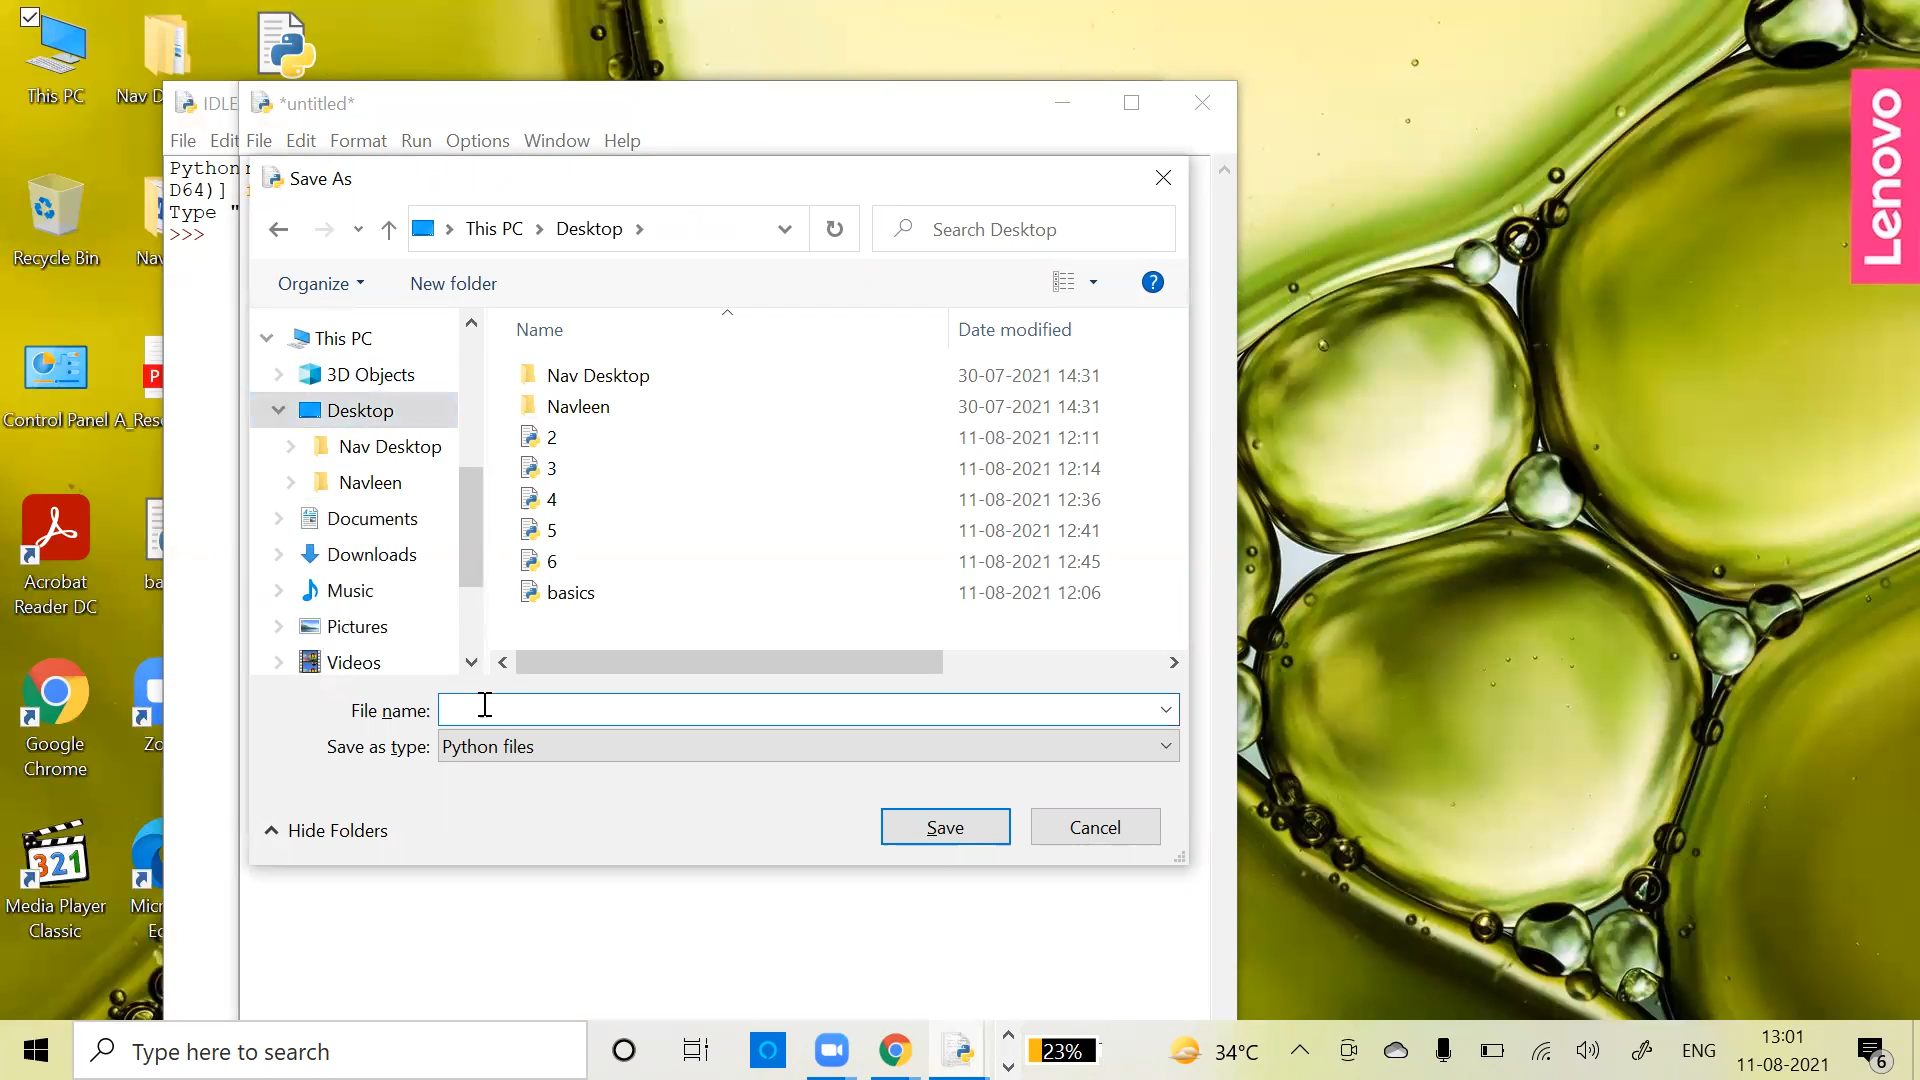 This PC
Nav D
Recycle Bin
Nav
Control Panel
A_Res
Acrobat
Reader DC
ba
Google
Chrome
Zo
Media Player
Classic
Micr
Ec
IDLE
File Edit
Python
D64)]
Type "
>>>
*untitled*
File Edit Format Run Options Window Help
Save As
This PC > Desktop >
Search Desktop
Organize
New folder
?
This PC
3D Objects
Desktop
Nav Desktop
Navleen
Documents
Downloads
Music
Pictures
Videos
Name Date modified
Nav Desktop 30-07-2021 14:31
Navleen 30-07-2021 14:31
2 11-08-2021 12:11
3 11-08-2021 12:14
4 11-08-2021 12:36
5 11-08-2021 12:41
6 11-08-2021 12:45
basics 11-08-2021 12:06
File name:
Save as type: Python files
Hide Folders
Save
Cancel
Lenovo
321
Type here to search
23%
34°C
ENG
13:01
11-08-2021
6